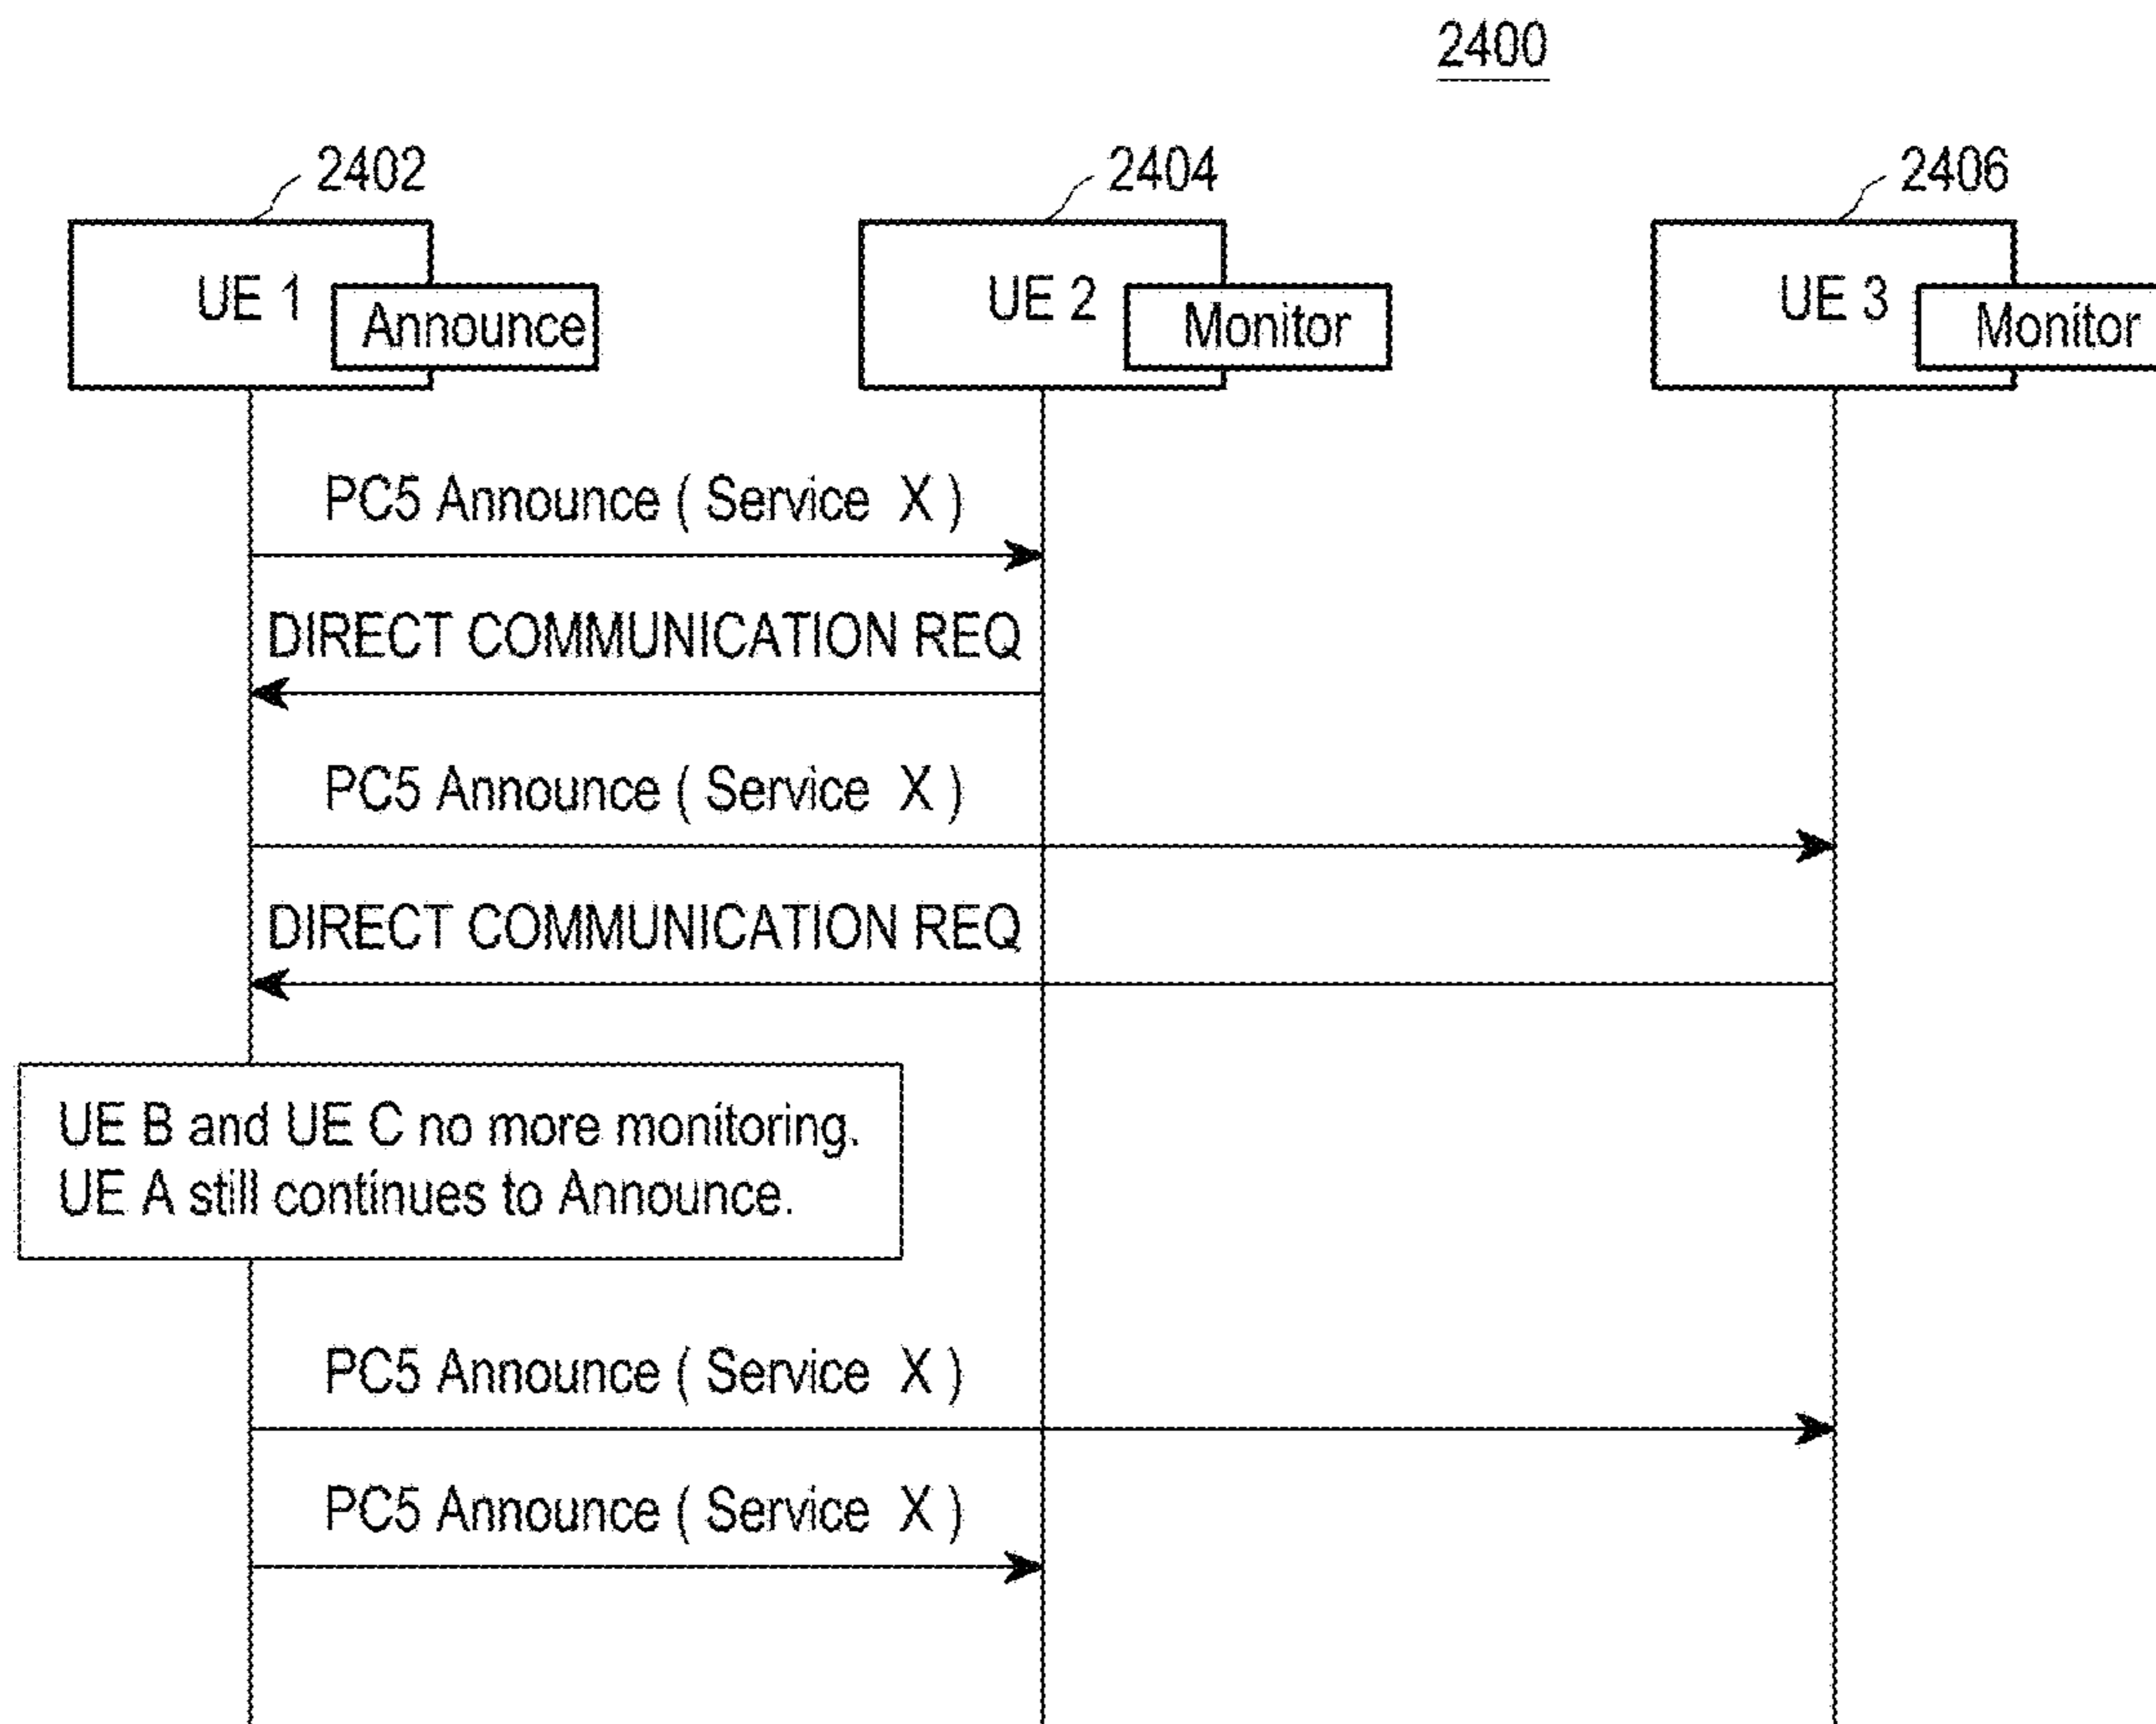 2400
2402
2404
2406
UE 1
Announce
UE 2
Monitor
UE 3
Monitor
PC5 Announce ( Service X )
DIRECT COMMUNICATION REQ
PC5 Announce ( Service X )
DIRECT COMMUNICATION REQ
UE B and UE C no more monitoring.
UE A still continues to Announce.
PC5 Announce ( Service X )
PC5 Announce ( Service X )